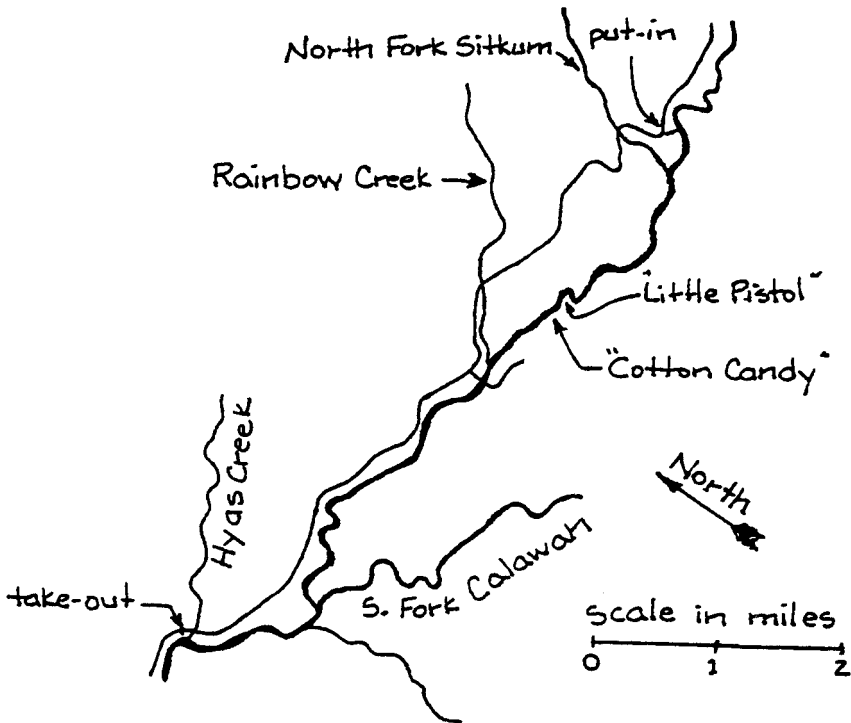 North Fork Sitkum
put-in
Rainbow Creek
"Little Pistol"
"Cotton Candy"
Hyas Creek
North
S. Fork Calawah
take-out
scale in miles
0 1 2